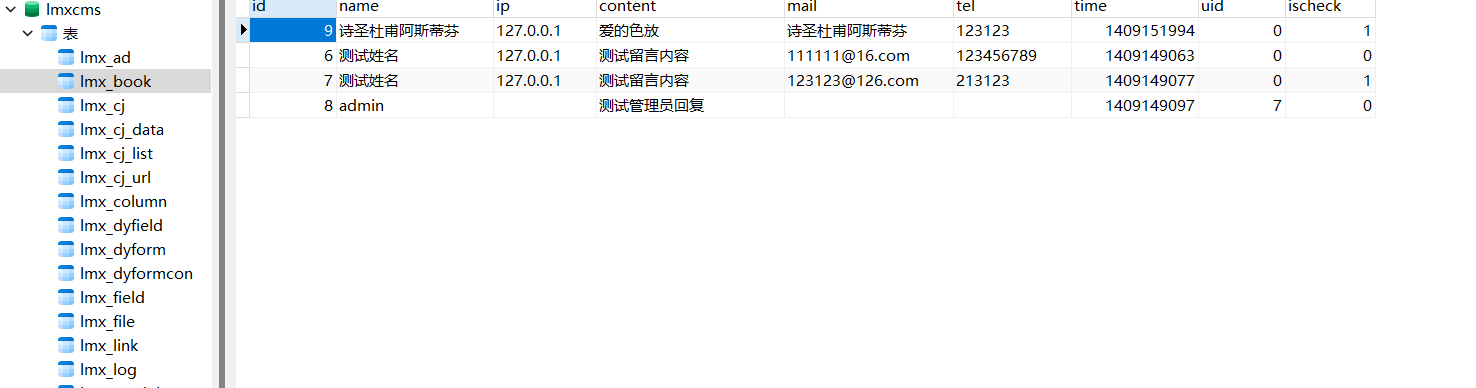 lmxcms
表
lmx_ad
lmx_book
lmx_cj
lmx_cj_data
lmx_cj_list
lmx_cj_url
lmx_column
lmx_dyfield
lmx_dyform
lmx_dyformcon
lmx_field
lmx_file
lmx_link
lmx_log
id name ip content mail tel time uid ischeck
9 诗圣杜甫阿斯蒂芬 127.0.0.1 爱的色放 诗圣杜甫阿斯蒂芬 123123 1409151994 0 1
6 测试姓名 127.0.0.1 测试留言内容 111111@16.com 123456789 1409149063 0 0
7 测试姓名 127.0.0.1 测试留言内容 123123@126.com 213123 1409149077 0 1
8 admin 测试管理员回复 1409149097 7 0